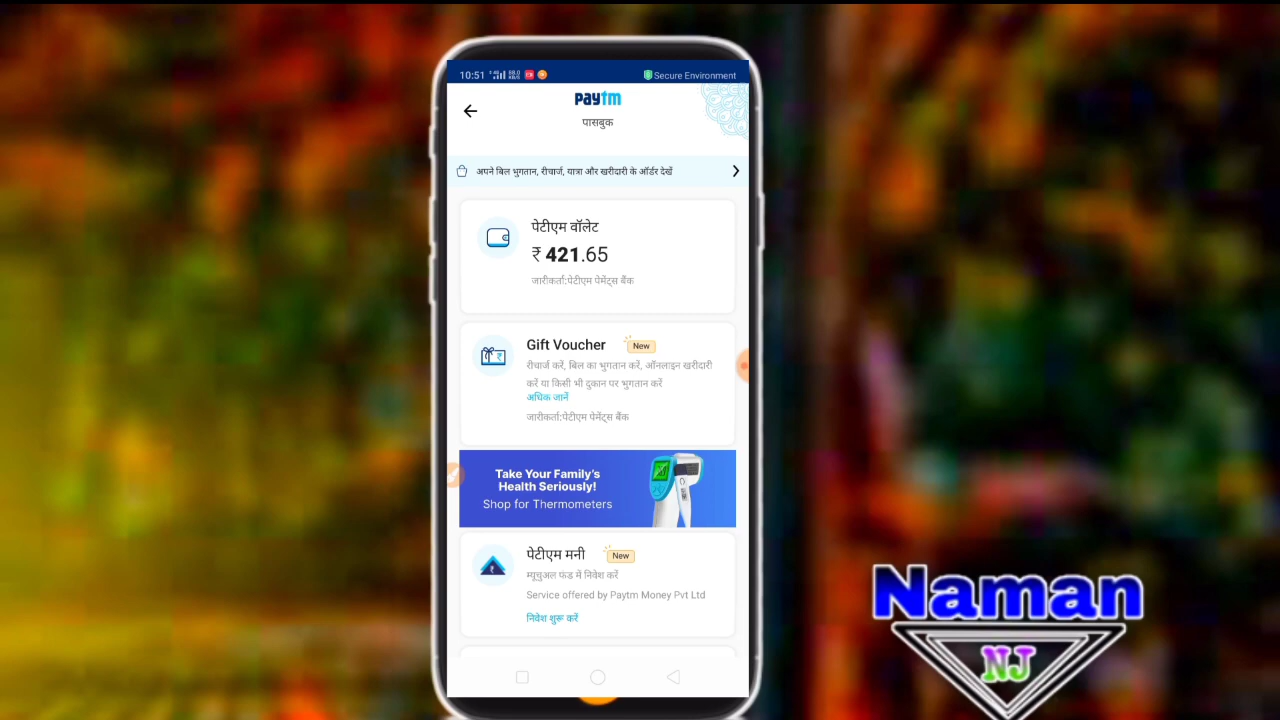 10:51
Secure Environment
paytm
पासबुक
अपने बिल भुगतान, रीचार्ज, यात्रा और खरीदारी के ऑर्डर देखें
पेटीएम वॉलेट
₹ 421.65
जारीकर्ता:पेटीएम पेमेंट्स बैंक
Gift Voucher New
रीचार्ज करें, बिल का भुगतान करें, ऑनलाइन खरीदारी
करें या किसी भी दुकान पर भुगतान करें
अधिक जानें
जारीकर्ता:पेटीएम पेमेंट्स बैंक
Take Your Family's
Health Seriously!
Shop for Thermometers
पेटीएम मनी New
म्यूचुअल फंड में निवेश करें
Service offered by Paytm Money Pvt Ltd
निवेश शुरू करें
Naman
NJ